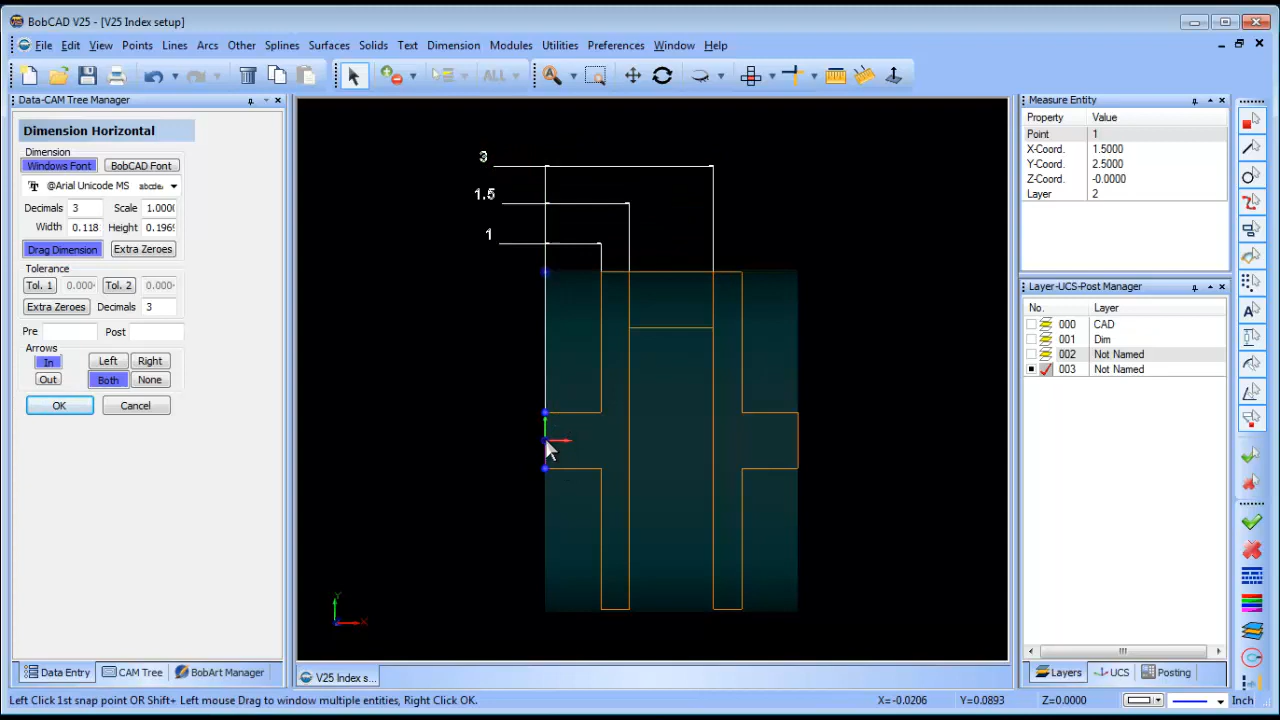 BobCAD V25 - [V25 Index setup]
File Edit View Points Lines Arcs Other Splines Surfaces Solids Text Dimension Modules Utilities Preferences Window Help
ALL
Data-CAM Tree Manager
Dimension Horizontal
Dimension
Windows Font BobCAD Font
@Arial Unicode MS abcde
Decimals 3 Scale 1.0000
Width 0.118 Height 0.196
Drag Dimension Extra Zeroes
Tolerance
Tol. 1 0.000 Tol. 2 0.000
Extra Zeroes Decimals 3
Pre Post
Arrows
In Left Right
Out Both None
OK Cancel
Data Entry CAM Tree BobArt Manager
3
1.5
1
Y
X
V25 Index s...
Measure Entity
Property Value
Point 1
X-Coord. 1.5000
Y-Coord. 2.5000
Z-Coord. -0.0000
Layer 2
Layer-UCS-Post Manager
No. Layer
000 CAD
001 Dim
002 Not Named
003 Not Named
Layers UCS Posting
Left Click 1st snap point OR Shift+ Left mouse Drag to window multiple entities, Right Click OK.
X=-0.0206 Y=0.0893 Z=0.0000 Inch